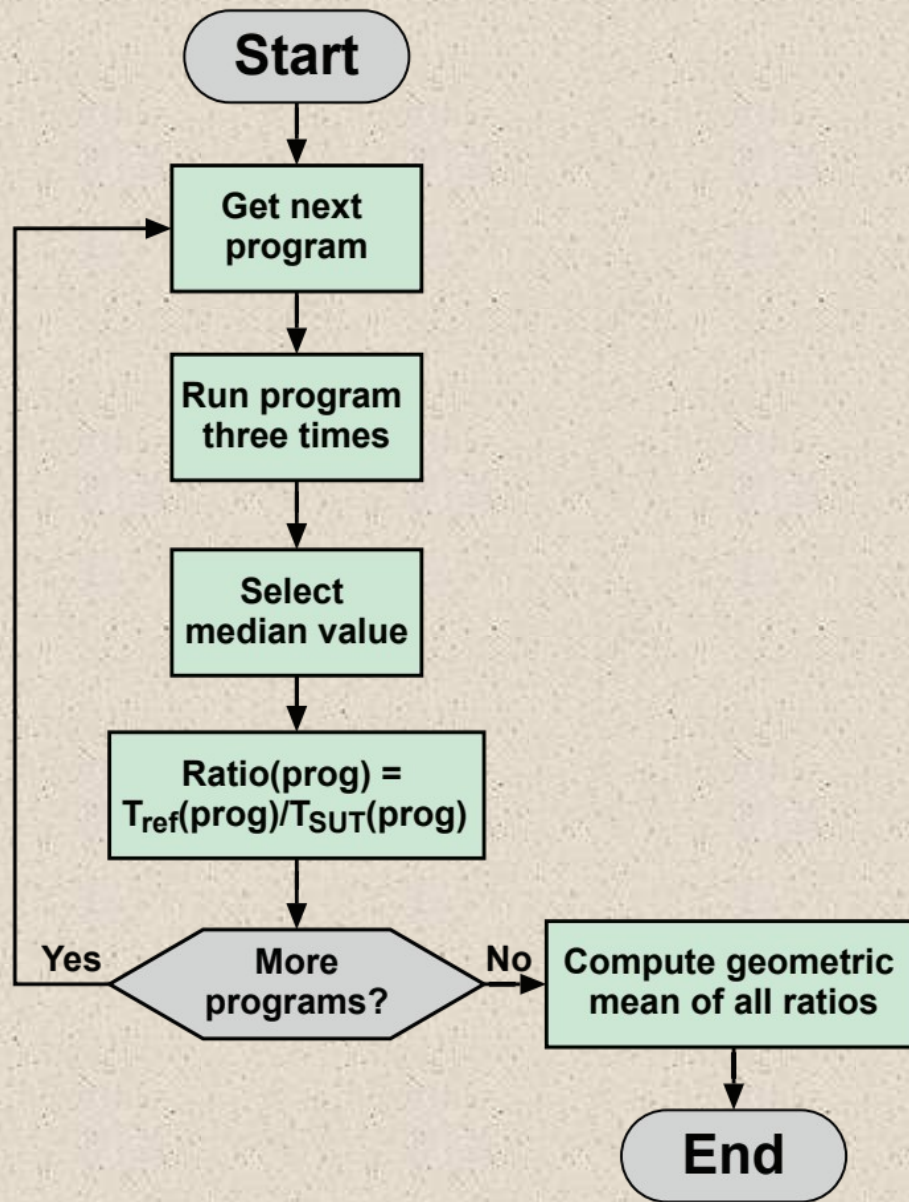 Start
Get next
program
Run program
three times
Select
median value
Ratio(prog) =
Tref(prog)/TSUT(prog)
More
programs?
Yes
No
Compute geometric
mean of all ratios
End